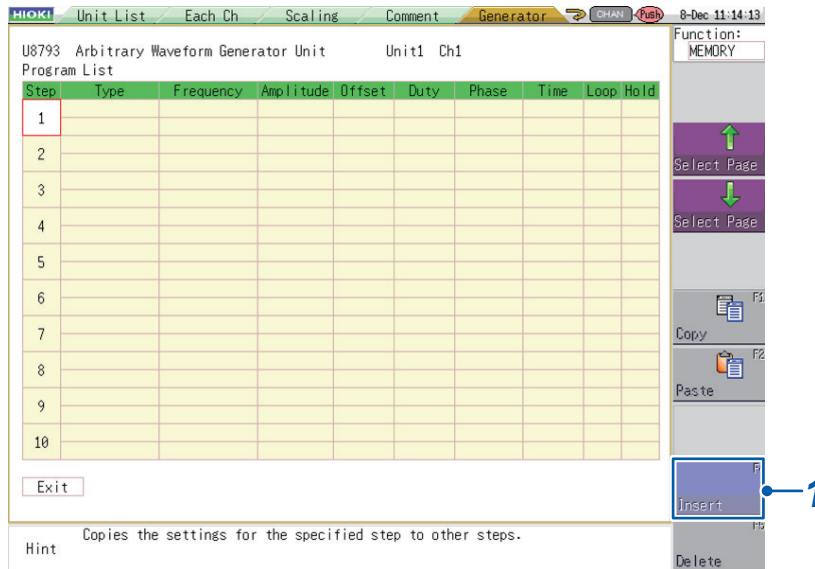 HIOKI Unit List Each Ch Scaling Comment Generator CHAN Push 8-Dec 11:14:13
Function:
MEMORY
U8793 Arbitrary Waveform Generator Unit Unit1 Ch1
Program List
Step Type Frequency Amplitude Offset Duty Phase Time Loop Hold
1
2
3
4
5
6
7
8
9
10
Exit
Select Page
Select Page
F1
Copy
F2
Paste
Insert
1
Delete
Hint Copies the settings for the specified step to other steps.